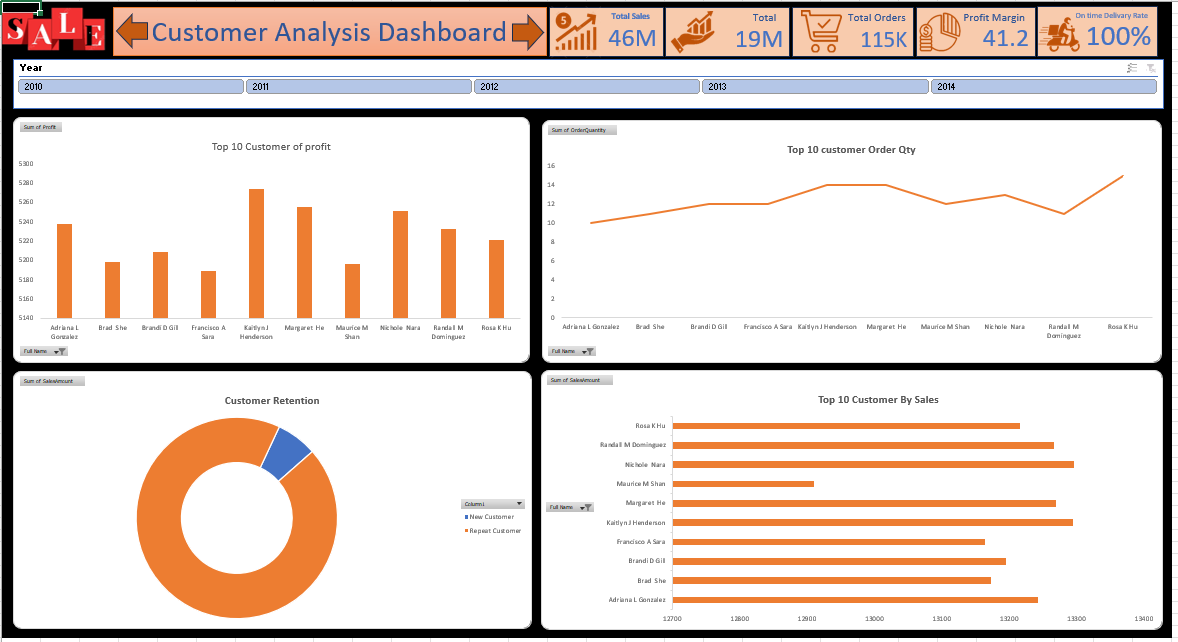 SALE
Customer Analysis Dashboard
Total Sales
46M
Total
19M
Total Orders
115K
Profit Margin
41.2
On time Delivary Rate
100%
Year
2010 2011 2012 2013 2014
Sum of Profit
Top 10 Customer of profit
5300
5280
5260
5240
5220
5200
5180
5160
5140
Adriana L Gonzalez
Brad She
Brandi D Gill
Francisco A Sara
Kaitlyn J Henderson
Margaret He
Maurice M Shan
Nichole Nara
Randall M Dominguez
Rosa K Hu
Full Name
Sum of OrderQuantity
Top 10 customer Order Qty
16
14
12
10
8
6
4
2
0
Adriana L Gonzalez
Brad She
Brandi D Gill
Francisco A Sara
Kaitlyn J Henderson
Margaret He
Maurice M Shan
Nichole Nara
Randall M Dominguez
Rosa K Hu
Full Name
Sum of SalesAmount
Customer Retention
Column1
New Customer
Repeat Customer
Sum of SalesAmount
Top 10 Customer By Sales
Rosa K Hu
Randall M Dominguez
Nichole Nara
Maurice M Shan
Margaret He
Kaitlyn J Henderson
Francisco A Sara
Brandi D Gill
Brad She
Adriana L Gonzalez
Full Name
12700 12800 12900 13000 13100 13200 13300 13400